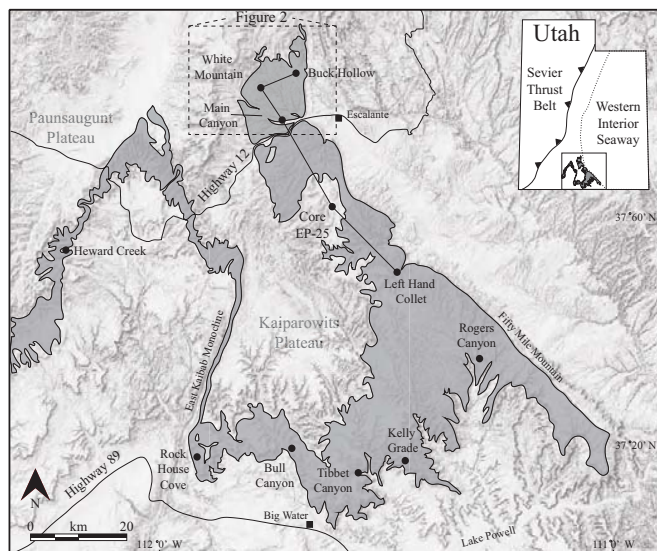 Figure 2
White
Mountain
Buck Hollow
Main
Canyon
Escalante
Paunsaugunt
Plateau
Highway 12
Utah
Sevier
Thrust
Belt
Western
Interior
Seaway
37°60' N
Core
EP-25
Heward Creek
Left Hand
Collet
Kaiparowits
Plateau
Rogers
Canyon
Fifty Mile Mountain
East Kaibab Monocline
37°20' N
Rock
House
Cove
Bull
Canyon
Tibbet
Canyon
Kelly
Grade
Highway 89
N
Big Water
Lake Powell
0 km 20
112°0' W
111°0' W